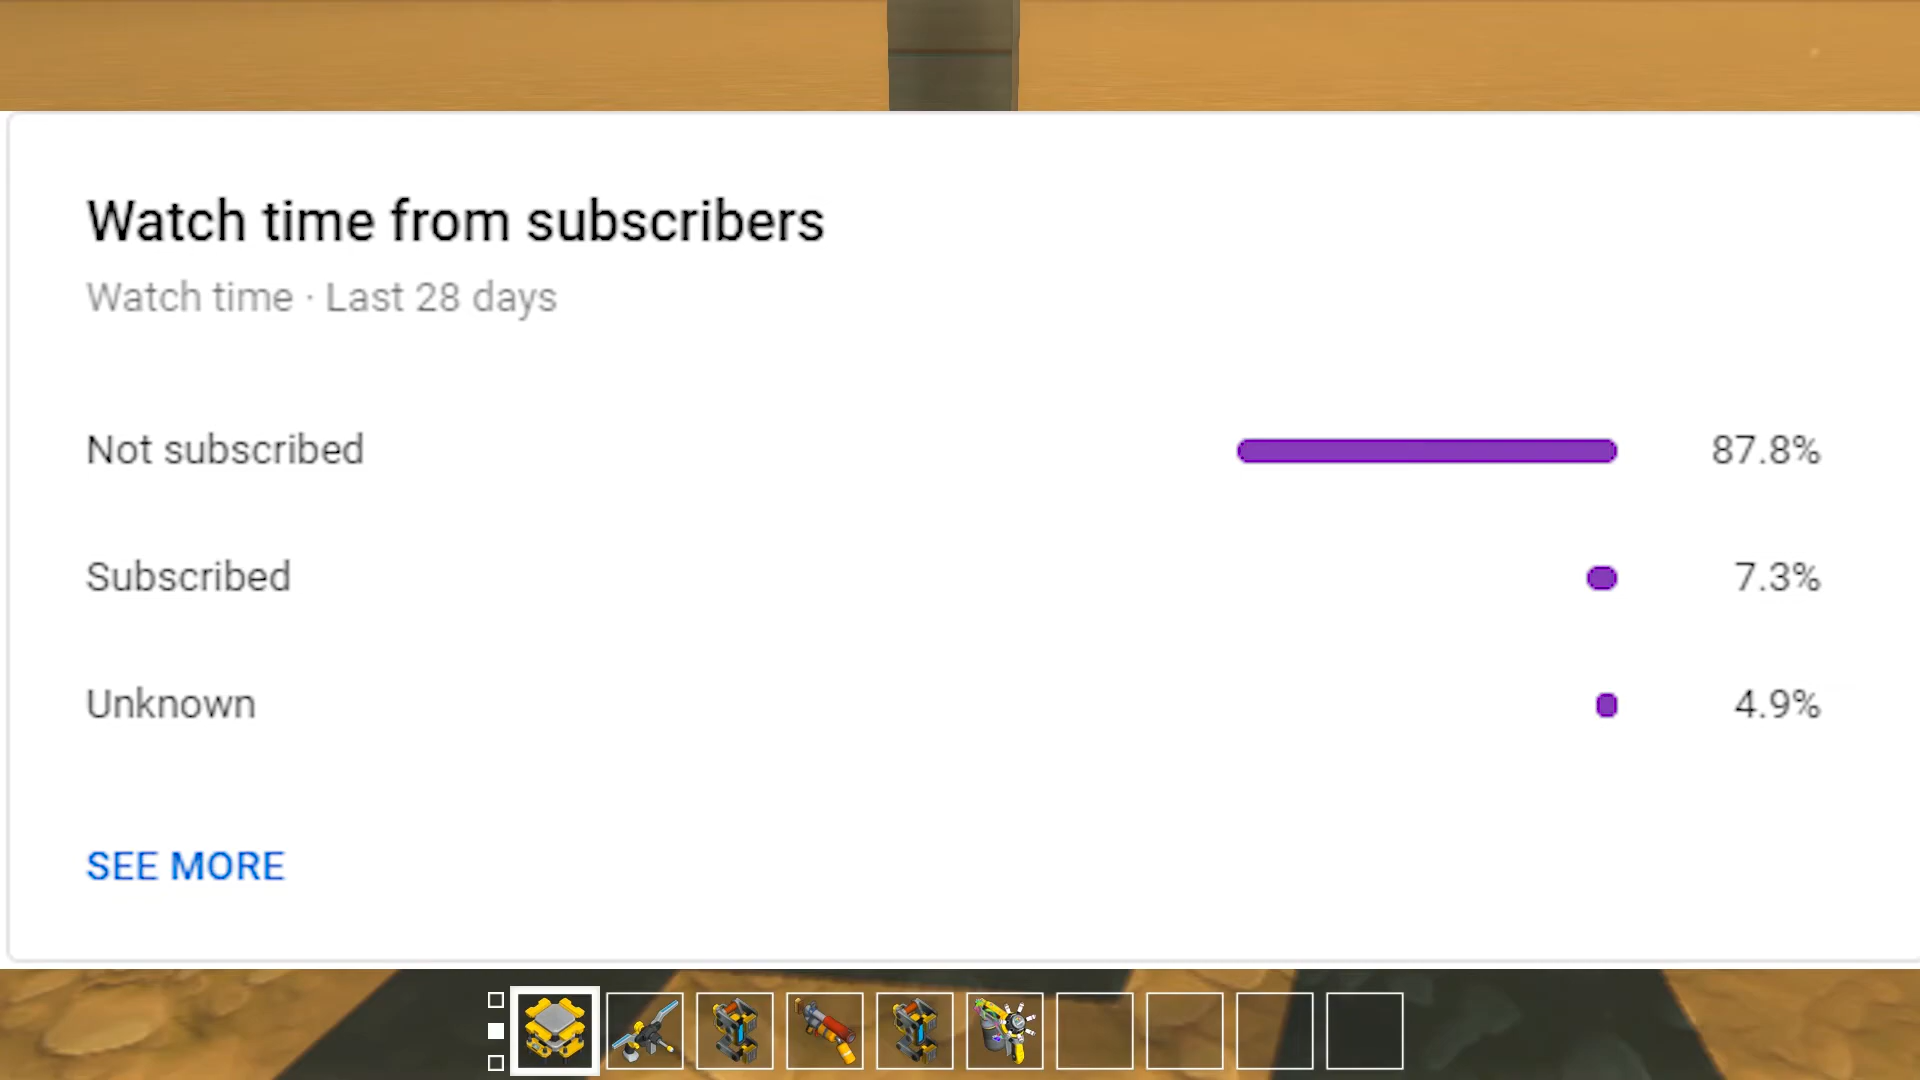 Watch time from subscribers
Watch time · Last 28 days
Not subscribed 87.8%
Subscribed 7.3%
Unknown 4.9%
SEE MORE